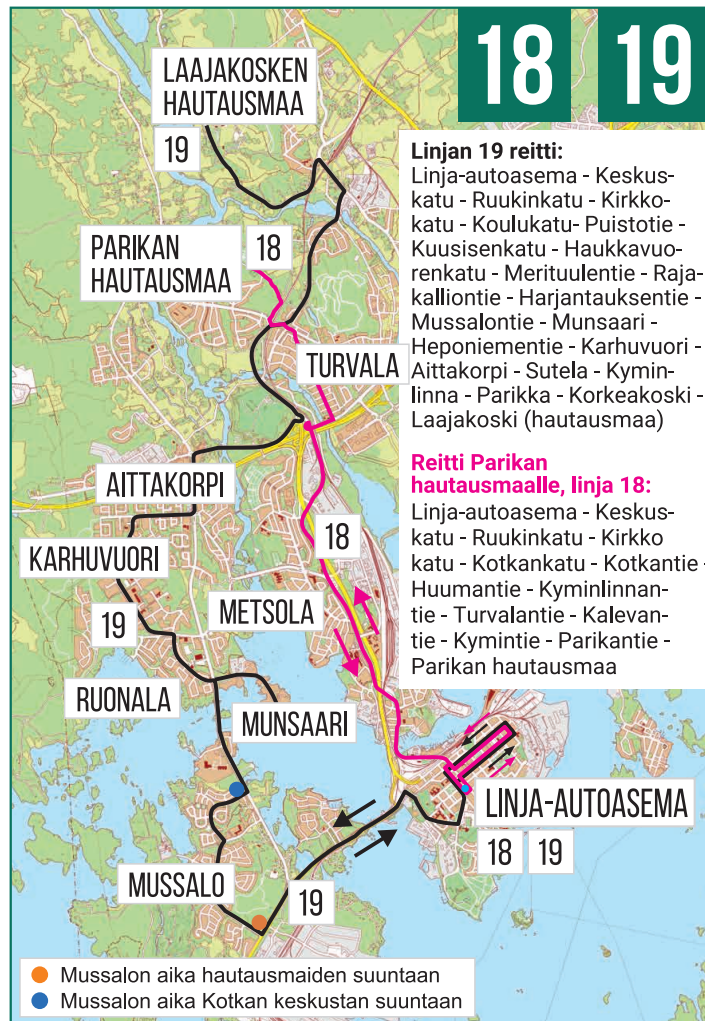 18 19
LAAJAKOSKEN
HAUTAUSMAA
19
Linjan 19 reitti:
Linja-autoasema - Keskus-
katu - Ruukinkatu - Kirkko-
katu - Koulukatu- Puistotie -
Kuusisenkatu - Haukkavuo-
renkatu - Merituulentie - Raja-
kalliontie - Harjantauksentie -
Mussalontie - Munsaari -
Heponiementie - Karhuvuori -
Aittakorpi - Sutela - Kymin-
linna - Parikka - Korkeakoski -
Laajakoski (hautausmaa)
Reitti Parikan
hautausmaalle, linja 18:
Linja-autoasema - Keskus-
katu - Ruukinkatu - Kirkko
katu - Kotkankatu - Kotkantie -
Huumantie - Kyminlinnan-
tie - Turvalantie - Kalevan-
tie - Kymintie - Parikantie -
Parikan hautausmaa
PARIKAN
HAUTAUSMAA
18
TURVALA
AITTAKORPI
18
KARHUVUORI
METSOLA
19
RUONALA
MUNSAARI
LINJA-AUTOASEMA
18 19
MUSSALO
19
Mussalon aika hautausmaiden suuntaan
Mussalon aika Kotkan keskustan suuntaan